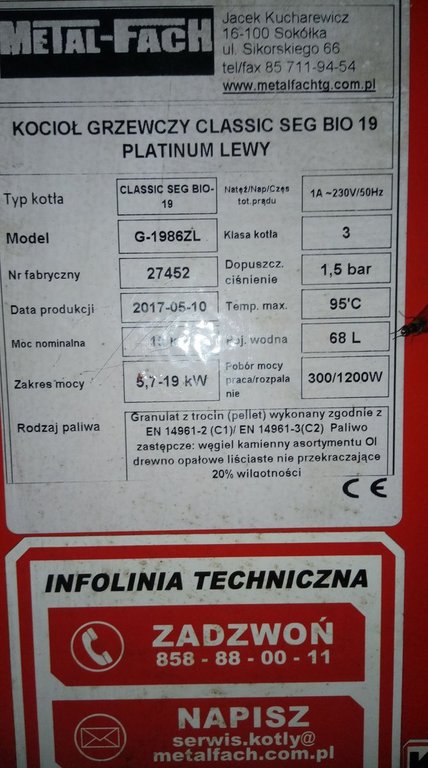 METAL-FACH
Jacek Kucharewicz
16-100 Sokółka
ul. Sikorskiego 66
tel/fax 85 711-94-54
www.metalfachtg.com.pl
KOCIOŁ GRZEWCZY CLASSIC SEG BIO 19
PLATINUM LEWY
Typ kotła CLASSIC SEG BIO-
19
Natęż/Nap/Częs
tot.prądu
1A ~230V/50Hz
Model G-1986ZL Klasa kotła 3
Nr fabryczny 27452 Dopuszcz.
ciśnienie
1,5 bar
Data produkcji 2017-05-10 Temp. max. 95'C
Moc nominalna Poj. wodna 68 L
Zakres mocy 5,7-19 kW Pobór mocy
praca/rozpala
nie
300/1200W
Rodzaj paliwa
Granulat z trocin (pellet) wykonany zgodnie z
EN 14961-2 (C1)/ EN 14961-3(C2) Paliwo
zastępcze: węgiel kamienny asortymentu OI
drewno opałowe liściaste nie przekraczające
20% wilgotności
CE
INFOLINIA TECHNICZNA
ZADZWOŃ
858 - 88 - 00 - 11
NAPISZ
serwis.kotly@
metalfach.com.pl